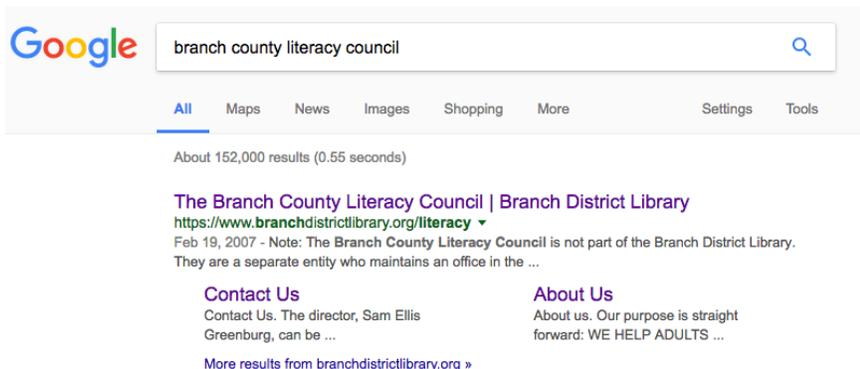 Google
branch county literacy council
All Maps News Images Shopping More Settings Tools
About 152,000 results (0.55 seconds)
The Branch County Literacy Council | Branch District Library
https://www.branchdistrictlibrary.org/literacy
Feb 19, 2007 - Note: The Branch County Literacy Council is not part of the Branch District Library.
They are a separate entity who maintains an office in the ...
Contact Us
Contact Us. The director, Sam Ellis
Greenburg, can be ...
About Us
About us. Our purpose is straight
forward: WE HELP ADULTS ...
More results from branchdistrictlibrary.org »